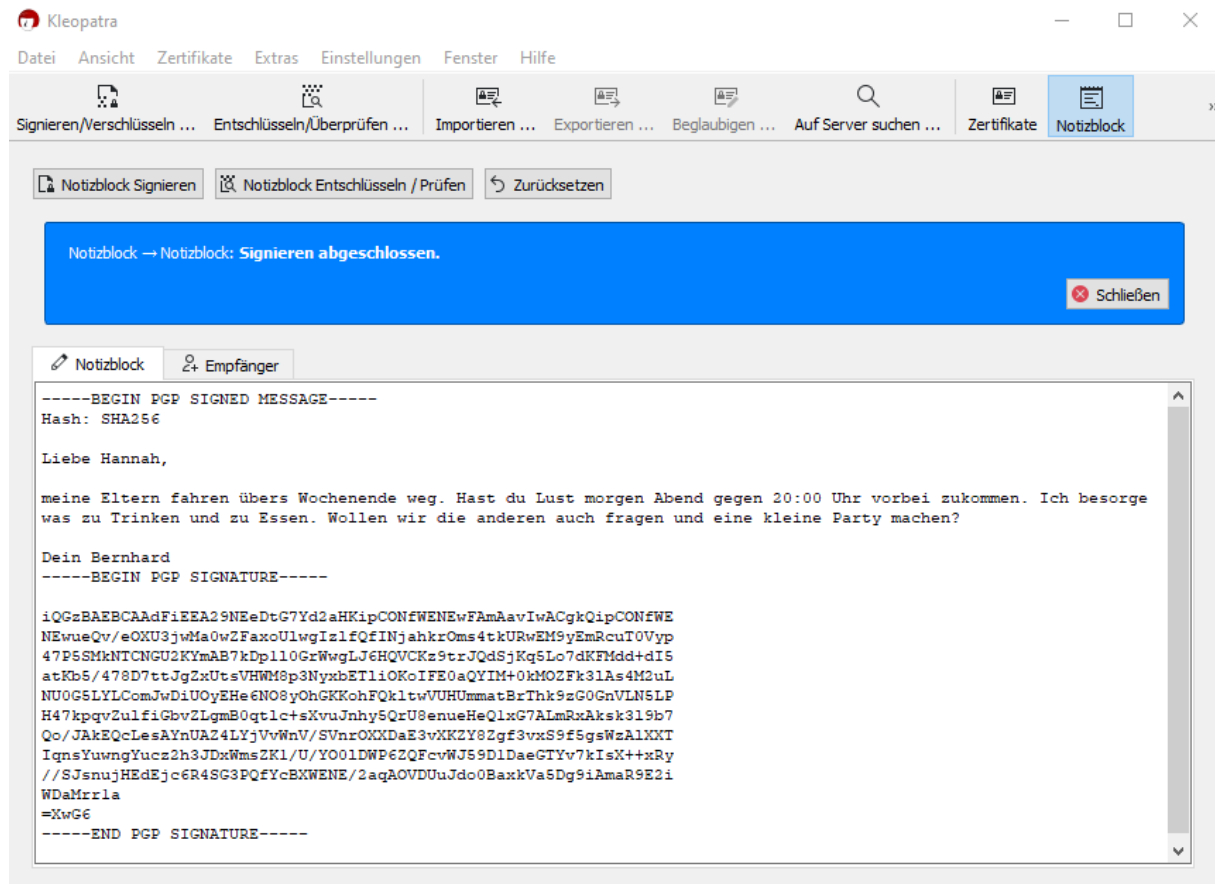 Kleopatra
Datei Ansicht Zertifikate Extras Einstellungen Fenster Hilfe
Signieren/Verschlüsseln ... Entschlüsseln/Überprüfen ... Importieren ... Exportieren ... Beglaubigen ... Auf Server suchen ... Zertifikate Notizblock »
Notizblock Signieren Notizblock Entschlüsseln / Prüfen Zurücksetzen
Notizblock → Notizblock: Signieren abgeschlossen.
Schließen
Notizblock Empfänger
-----BEGIN PGP SIGNED MESSAGE-----
Hash: SHA256
Liebe Hannah,
meine Eltern fahren übers Wochenende weg. Hast du Lust morgen Abend gegen 20:00 Uhr vorbei zukommen. Ich besorge
was zu Trinken und zu Essen. Wollen wir die anderen auch fragen und eine kleine Party machen?
Dein Bernhard
-----BEGIN PGP SIGNATURE-----
iQGzBAEBCAAdFiEEA29NEeDtG7Yd2aHKipCONfWENEwFAmAavIwACgkQipCONfWE
NEwueQv/eOXU3jwMa0wZFaxoUlwgIzlfQfINjahkrOms4tkURwEM9yEmRcuT0Vyp
47P5SMkNTCNGU2KYmAB7kDpll0GrWwgLJ6HQVCKz9trJQdSjKq5Lo7dKFMdd+dI5
atKb5/478D7ttJgZxUtsVHWM8p3NyxbETliOKoIFE0aQYIM+0kMOZFk3lAs4M2uL
NU0G5LYLComJwDiUOyEHe6NO8yOhGKKohFQkltwVUHUmmatBrThk9zG0GnVLN5LP
H47kpqvZulfiGbvZLgmB0qtlc+sXvuJnhy5QrU8enueHeQlxG7ALmRxAksk3l9b7
Qo/JAkEQcLesAYnUAZ4LYjVvWnV/SVnrOXXDaE3vXKZY8Zgf3vxS9f5gsWzAlXXT
IqnsYuwngYucz2h3JDxWmsZKl/U/YO01DWP6ZQFcvWJ59DlDaeGTYv7kIsX++xRy
//SJsnujHEdEjc6R4SG3PQfYcBXWENE/2aqAOVDUuJdo0BaxkVa5Dg9iAmaR9E2i
WDaMrrla
=XwG6
-----END PGP SIGNATURE-----